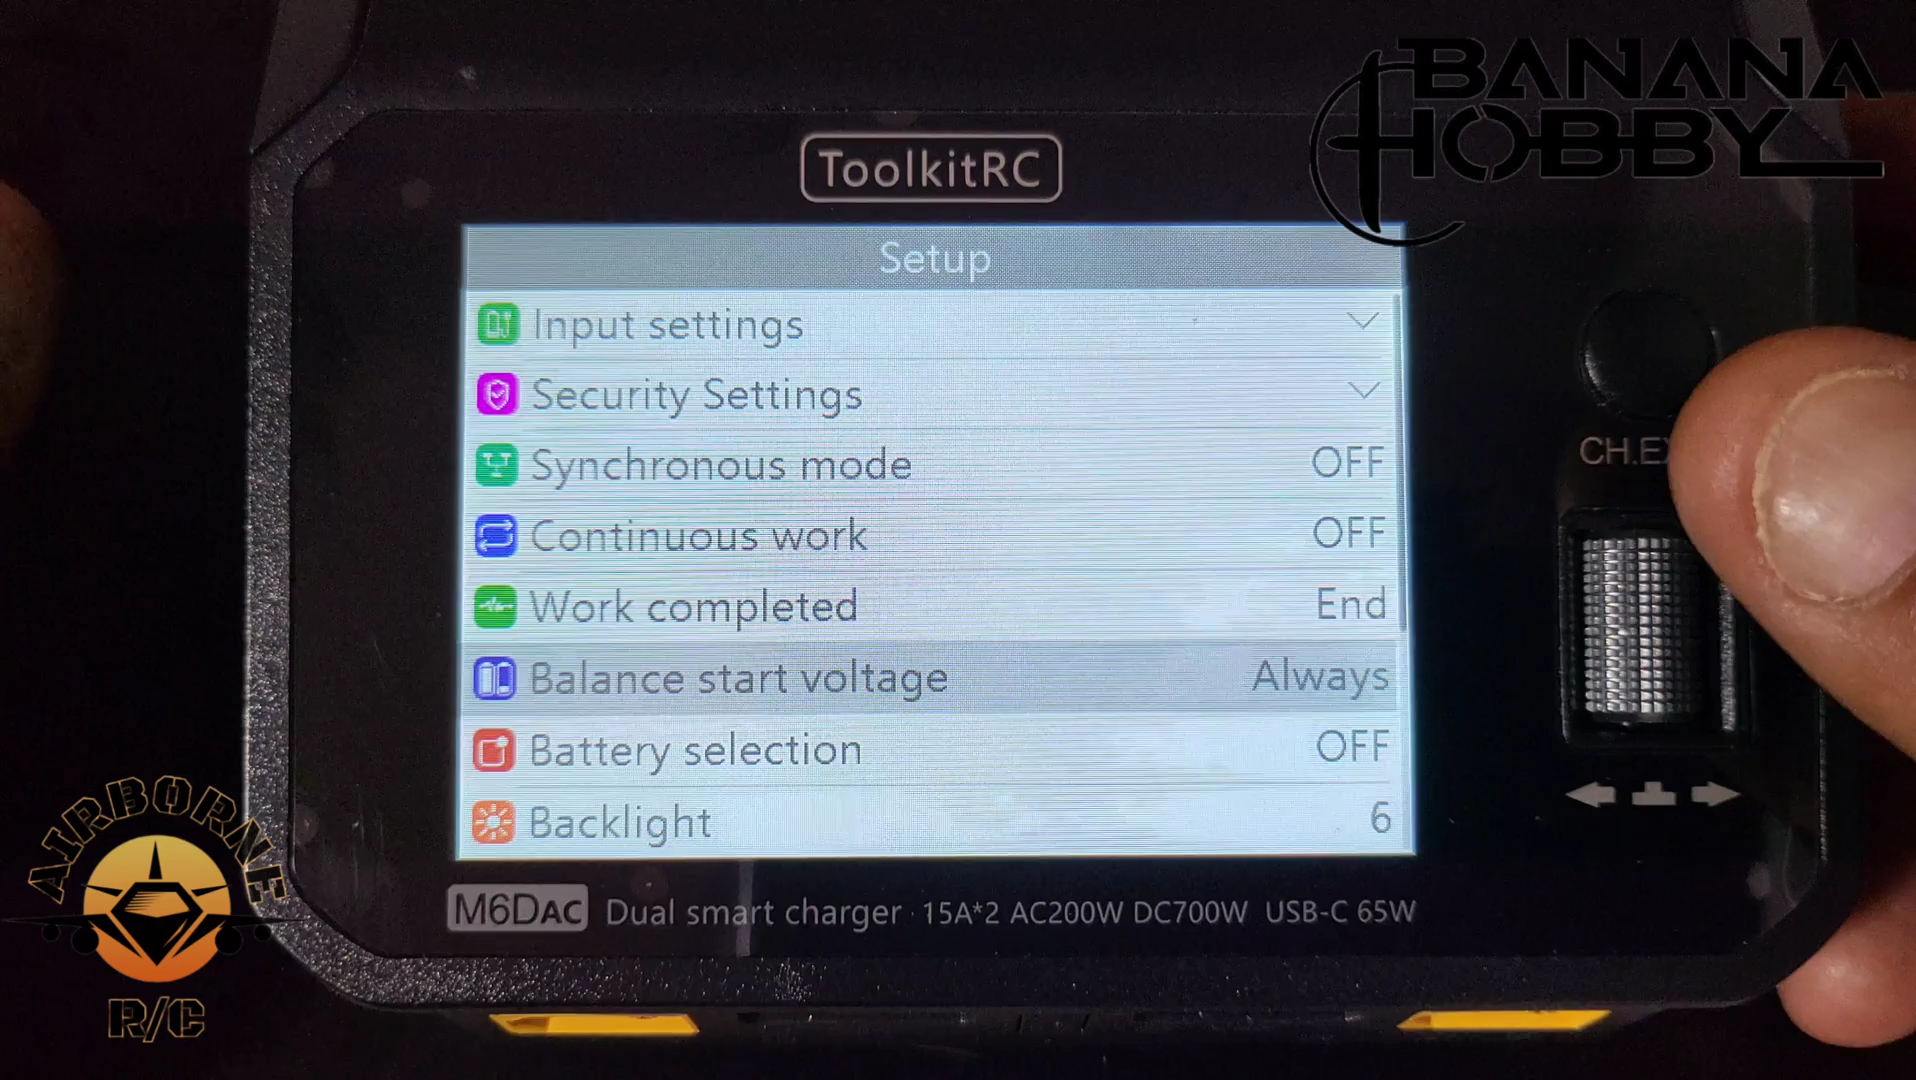 BANANA
HOBBY
ToolkitRC
Setup
Input settings
Security Settings
Synchronous mode OFF
Continuous work OFF
Work completed End
Balance start voltage Always
Battery selection OFF
Backlight 6
CH.EX
M6DAC Dual smart charger 15A*2 AC200W DC700W USB-C 65W
AIRBORNE
R/C